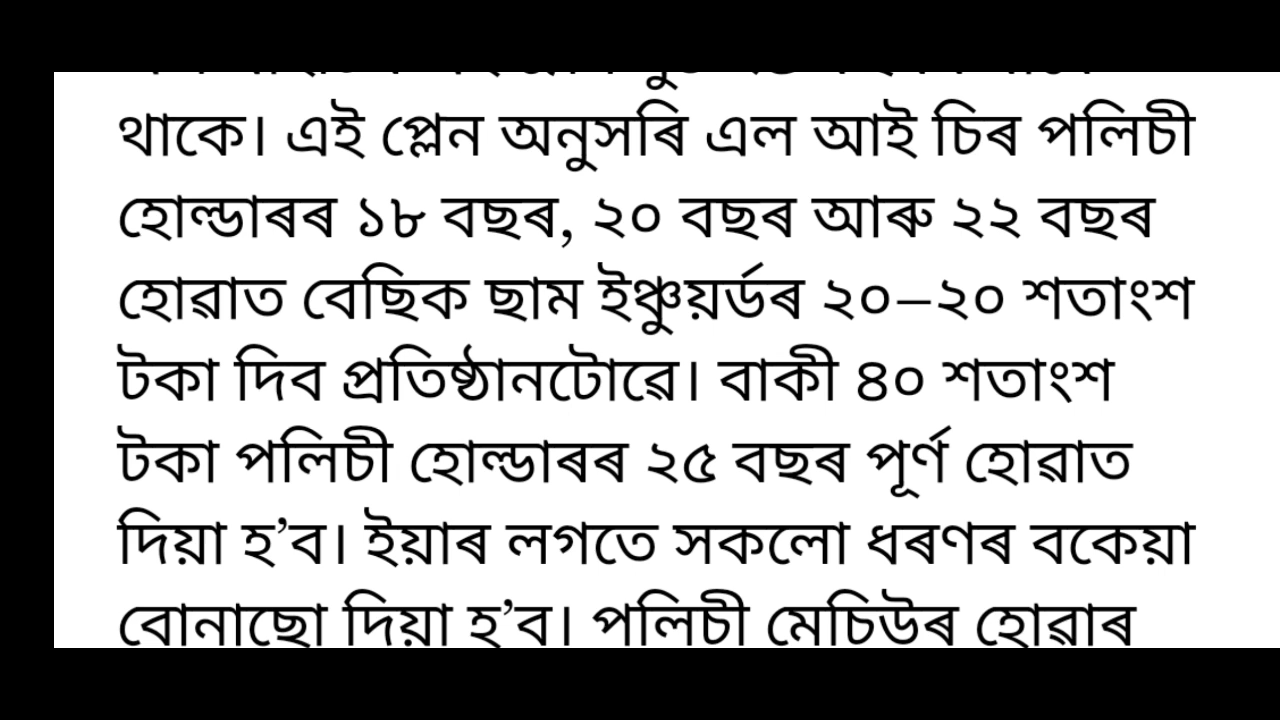 থাকে। এই প্লেন অনুসৰি এল আই চিৰ পলিচী
হোল্ডাৰৰ ১৮ বছৰ, ২০ বছৰ আৰু ২২ বছৰ
হোৱাত বেছিক ছাম ইঞ্চুয়ৰ্ডৰ ২০–২০ শতাংশ
টকা দিব প্ৰতিষ্ঠানটোৱে। বাকী ৪০ শতাংশ
টকা পলিচী হোল্ডাৰৰ ২৫ বছৰ পূৰ্ণ হোৱাত
দিয়া হ’ব। ইয়াৰ লগতে সকলো ধৰণৰ বকেয়া
বোনাছো দিয়া হ’ব। পলিচী মেচিউৰ হোৱাৰ